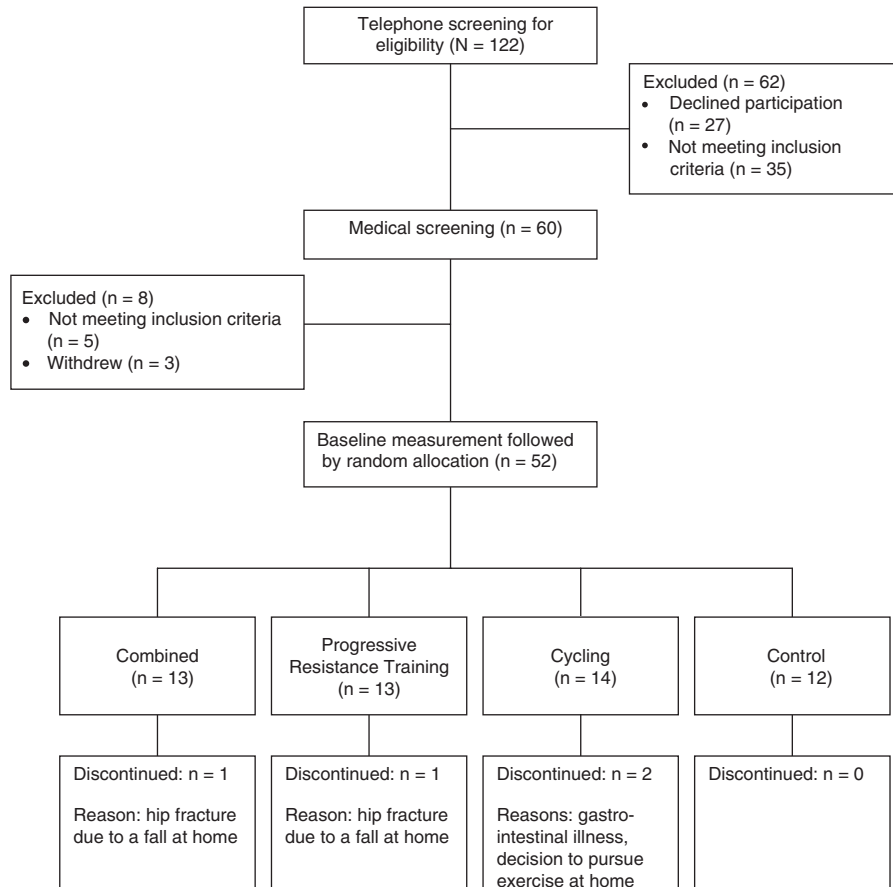 Telephone screening for
eligibility (N = 122)
Excluded (n = 62)
• Declined participation
(n = 27)
• Not meeting inclusion
criteria (n = 35)
Medical screening (n = 60)
Excluded (n = 8)
• Not meeting inclusion criteria
(n = 5)
• Withdrew (n = 3)
Baseline measurement followed
by random allocation (n = 52)
Combined
(n = 13)
Progressive
Resistance Training
(n = 13)
Cycling
(n = 14)
Control
(n = 12)
Discontinued: n = 1
Reason: hip fracture
due to a fall at home
Discontinued: n = 1
Reason: hip fracture
due to a fall at home
Discontinued: n = 2
Reasons: gastro-
intestinal illness,
decision to pursue
exercise at home
Discontinued: n = 0